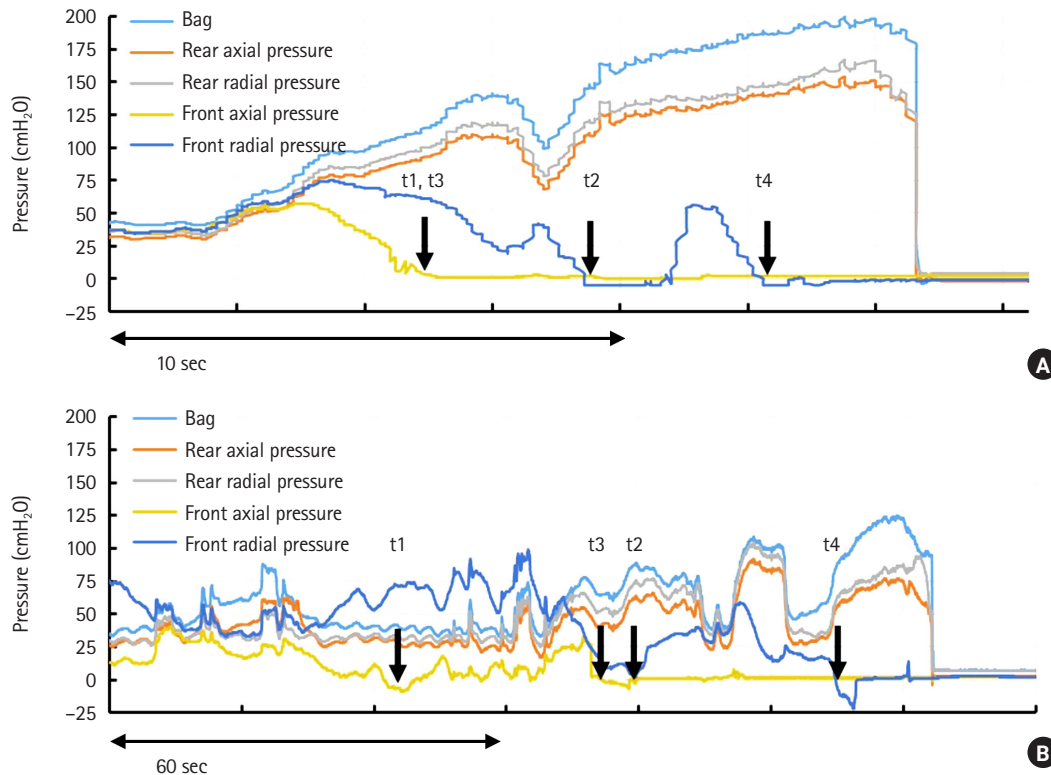 200
175
150
125
100
75
50
25
0
−25
Pressure (cmH2O)
Bag
Rear axial pressure
Rear radial pressure
Front axial pressure
Front radial pressure
t1, t3
t2
t4
10 sec
A
200
175
150
125
100
75
50
25
0
−25
Pressure (cmH2O)
Bag
Rear axial pressure
Rear radial pressure
Front axial pressure
Front radial pressure
t1
t3
t2
t4
60 sec
B